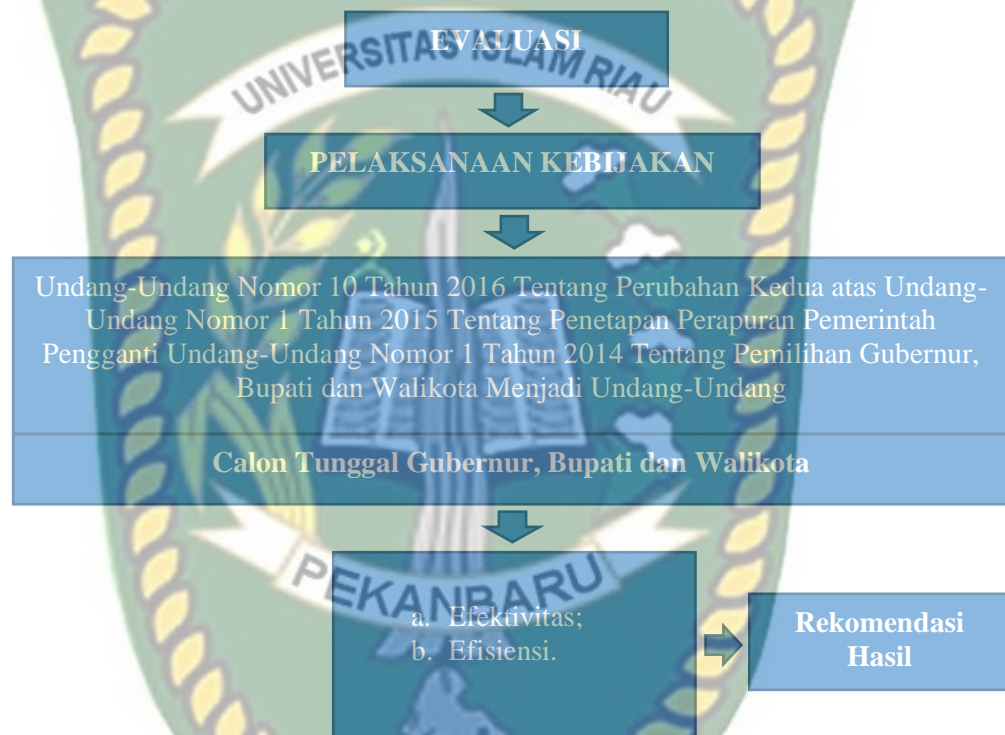 EVALUASI
UNIVERSITAS ISLAM RIAU
PELAKSANAAN KEBIJAKAN
Undang-Undang Nomor 10 Tahun 2016 Tentang Perubahan Kedua atas Undang-
Undang Nomor 1 Tahun 2015 Tentang Penetapan Perapuran Pemerintah
Pengganti Undang-Undang Nomor 1 Tahun 2014 Tentang Pemilihan Gubernur,
Bupati dan Walikota Menjadi Undang-Undang
Calon Tunggal Gubernur, Bupati dan Walikota
PEKANBARU
a. Efektivitas;
b. Efisiensi.
Rekomendasi
Hasil